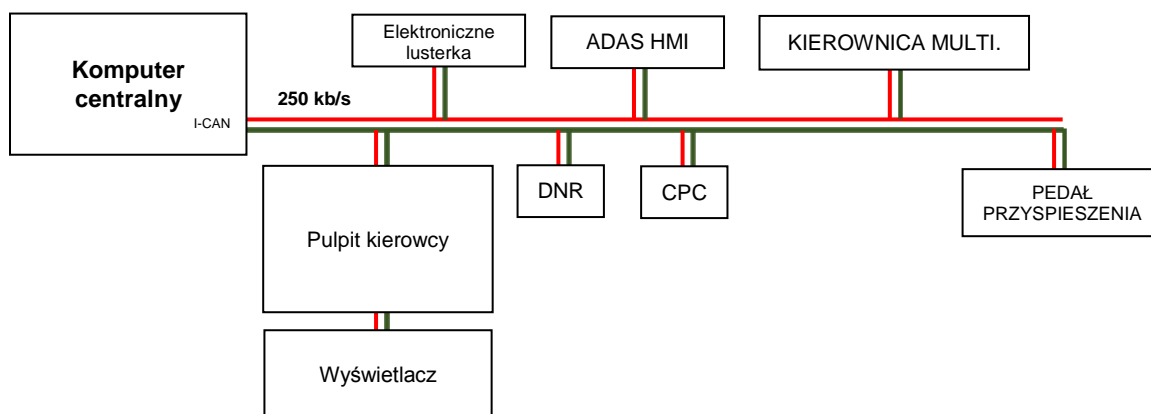 Komputer
centralny
I-CAN
250 kb/s
Elektroniczne
lusterka
ADAS HMI
KIEROWNICA MULTI.
Pulpit kierowcy
DNR
CPC
PEDAŁ
PRZYSPIESZENIA
Wyświetlacz